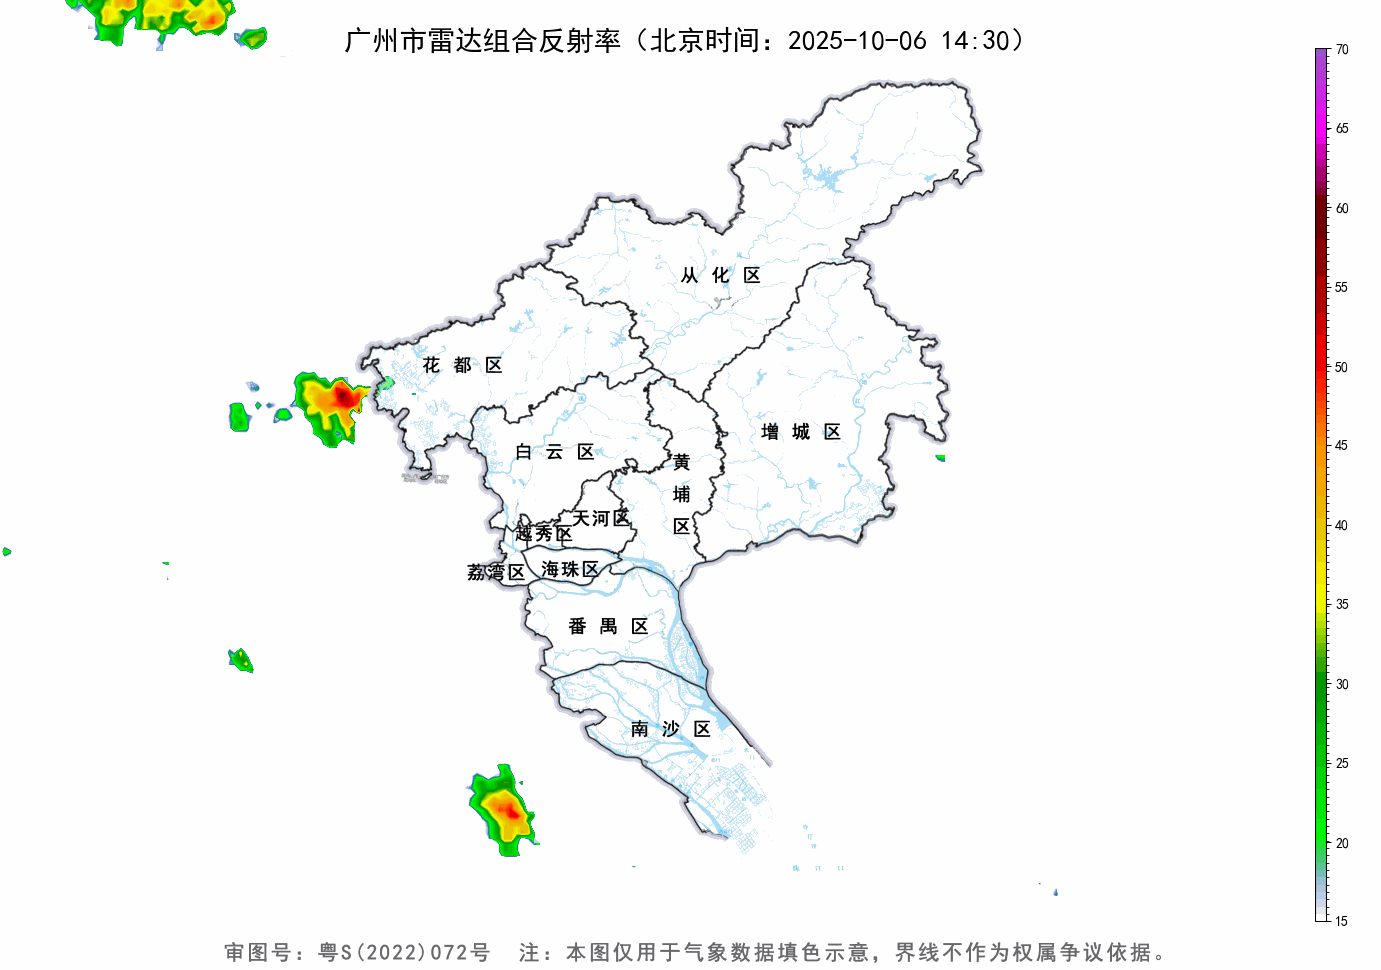 广州市雷达组合反射率（北京时间：2025-10-06 14:30）
70
65
60
55
50
45
40
35
30
25
20
15
从化区
花都区
增城区
白云区
黄埔区
天河区
越秀区
荔湾区
海珠区
番禺区
南沙区
审图号：粤S(2022)072号 注：本图仅用于气象数据填色示意，界线不作为权属争议依据。